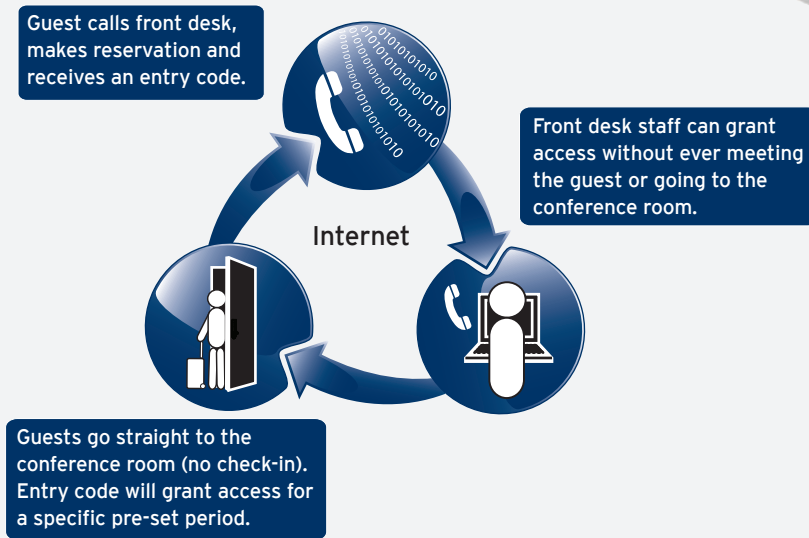 Guest calls front desk,
makes reservation and
receives an entry code.
01010101010
010101010101010
Front desk staff can grant
access without ever meeting
the guest or going to the
conference room.
Internet
Guests go straight to the
conference room (no check-in).
Entry code will grant access for
a specific pre-set period.